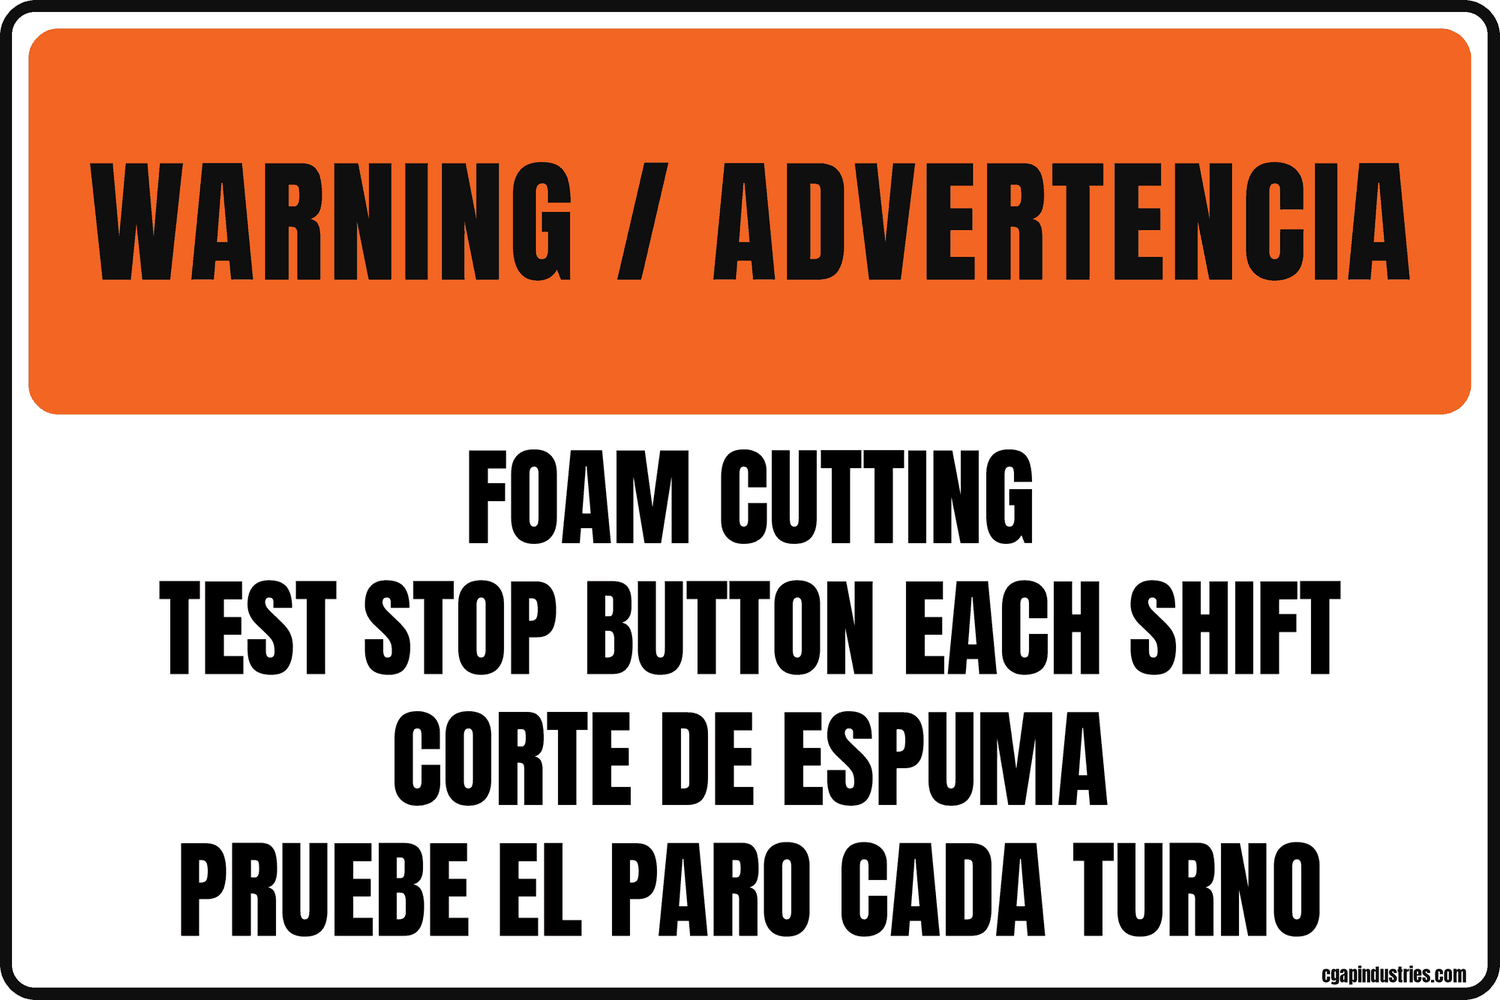 WARNING / ADVERTENCIA
FOAM CUTTING
TEST STOP BUTTON EACH SHIFT
CORTE DE ESPUMA
PRUEBE EL PARO CADA TURNO
cgapindustries.com